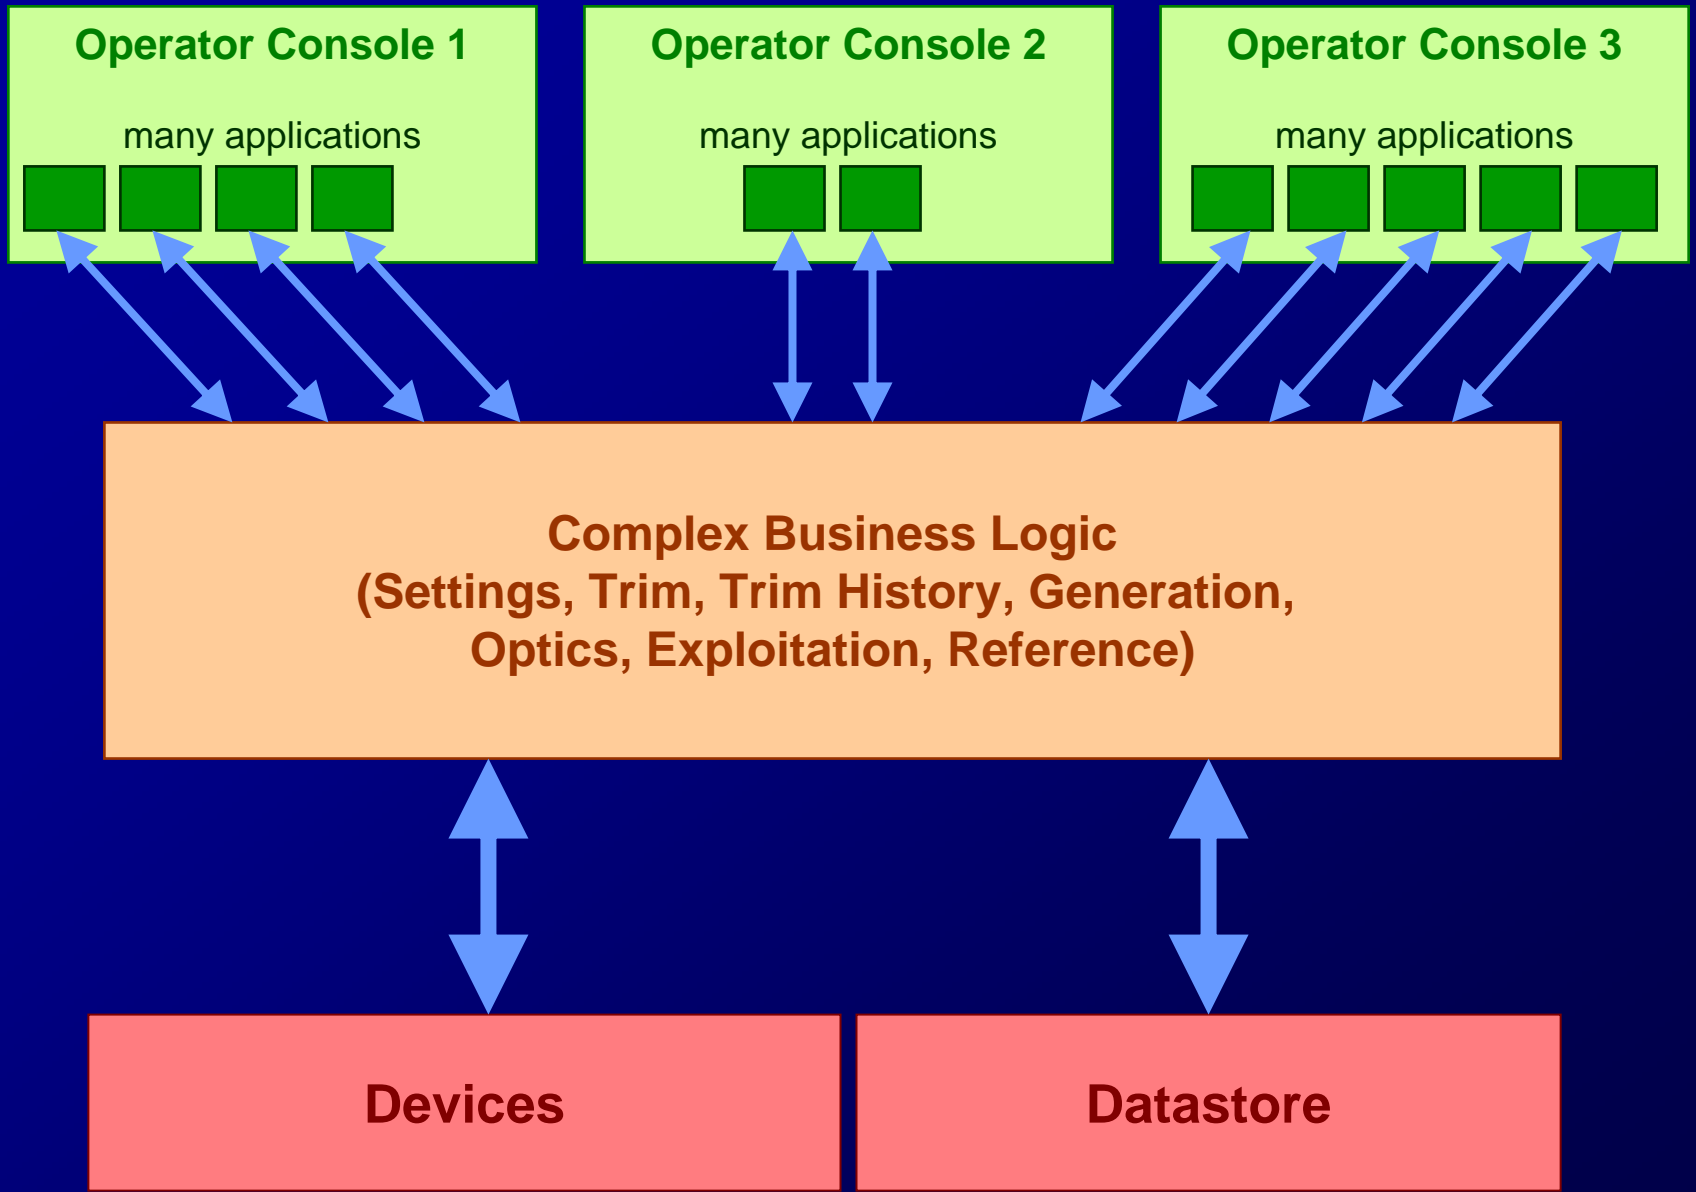 Operator Console 1
many applications
Operator Console 2
many applications
Operator Console 3
many applications
Complex Business Logic
(Settings, Trim, Trim History, Generation,
Optics, Exploitation, Reference)
Devices
Datastore